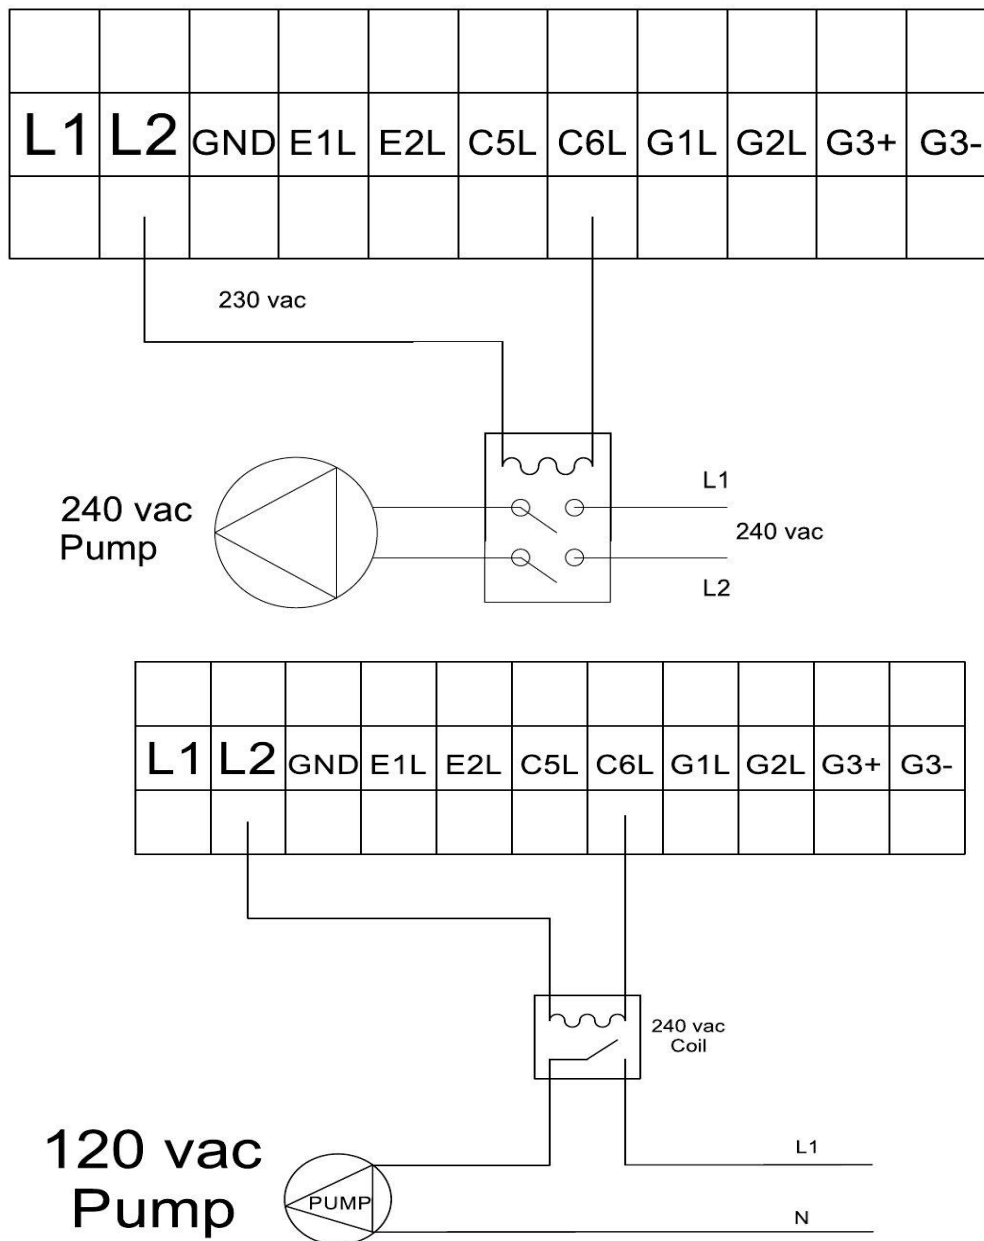 L1 L2 GND E1L E2L C5L C6L G1L G2L G3+ G3-
230 vac
L1
240 vac
Pump
240 vac
L2
L1 L2 GND E1L E2L C5L C6L G1L G2L G3+ G3-
240 vac
Coil
120 vac
Pump
PUMP
L1
N